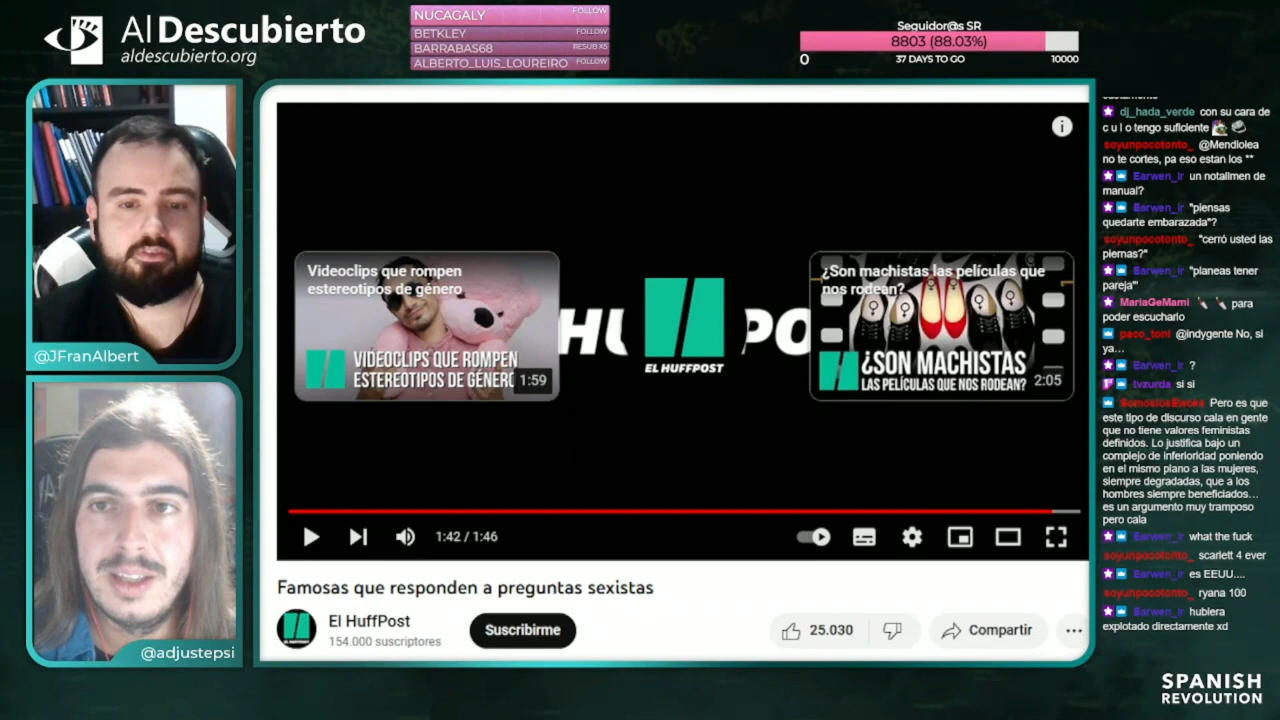 Al Descubierto
aldescubierto.org
NUCAGALY FOLLOW
BETKLEY FOLLOW
BARRABAS68 RESUB X5
ALBERTO_LUIS_LOUREIRO FOLLOW
Seguidor@s SR
8803 (88.03%)
0 37 DAYS TO GO 10000
@JFranAlbert
@adjustepsi
Videoclips que rompen
estereotipos de género
VIDEOCLIPS QUE ROMPEN
ESTEREOTIPOS DE GÉNERO
1:59
HU
PO
EL HUFFPOST
¿Son machistas las películas que
nos rodean?
¿SON MACHISTAS
LAS PELÍCULAS QUE NOS RODEAN?
2:05
1:42 / 1:46
Famosas que responden a preguntas sexistas
El HuffPost
154.000 suscriptores
Suscribirme
25.030
Compartir
dj_hada_verde con su cara de
c u l o tengo suficiente
soyunpocotonto_ @Mendiolea
no te cortes, pa eso estan los **
Earwen_ir un notallmen de
manual?
Earwen_ir "piensas
quedarte embarazada"?
soyunpocotonto_ "cerró usted las
piernas?"
Earwen_ir "planeas tener
pareja"
MariaGeMami para
poder escucharlo
paco_toni @indygente No, si
ya…
Earwen_ir ?
tvzurda si si
SomoslosEwoks Pero es que
este tipo de discurso cala en gente
que no tiene valores feministas
definidos. Lo justifica bajo un
complejo de inferioridad poniendo
en el mismo plano a las mujeres,
siempre degradadas, que a los
hombres siempre beneficiados…
es un argumento muy tramposo
pero cala
Earwen_ir what the fuck
soyunpocotonto_ scarlett 4 ever
Earwen_ir es EEUU....
soyunpocotonto_ ryana 100
Earwen_ir hubiera
explotado directamente xd
SPANISH
REVOLUTION